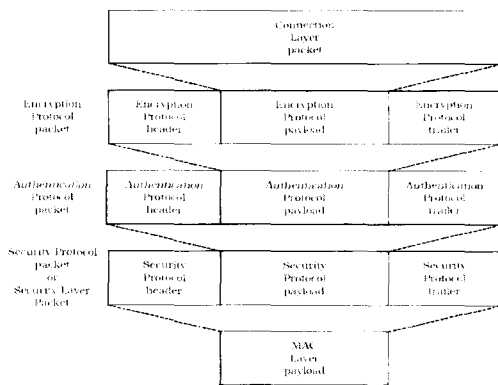 Connection
Layer
packet
Encryption
Protocol
packet
Encryption
Protocol
header
Encryption
Protocol
payload
Encryption
Protocol
trailer
Authentication
Protocol
packet
Authentication
Protocol
header
Authentication
Protocol
payload
Authentication
Protocol
trailer
Security Protocol
packet
or
Security Layer
Packet
Security
Protocol
header
Security
Protocol
payload
Security
Protocol
trailer
MAC
Layer
payload